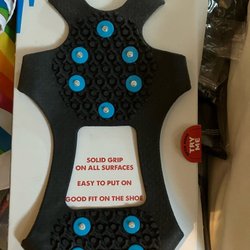 SOLID GRIP
ON ALL SURFACES
EASY TO PUT ON
GOOD FIT ON THE SHOE
TRY
ME